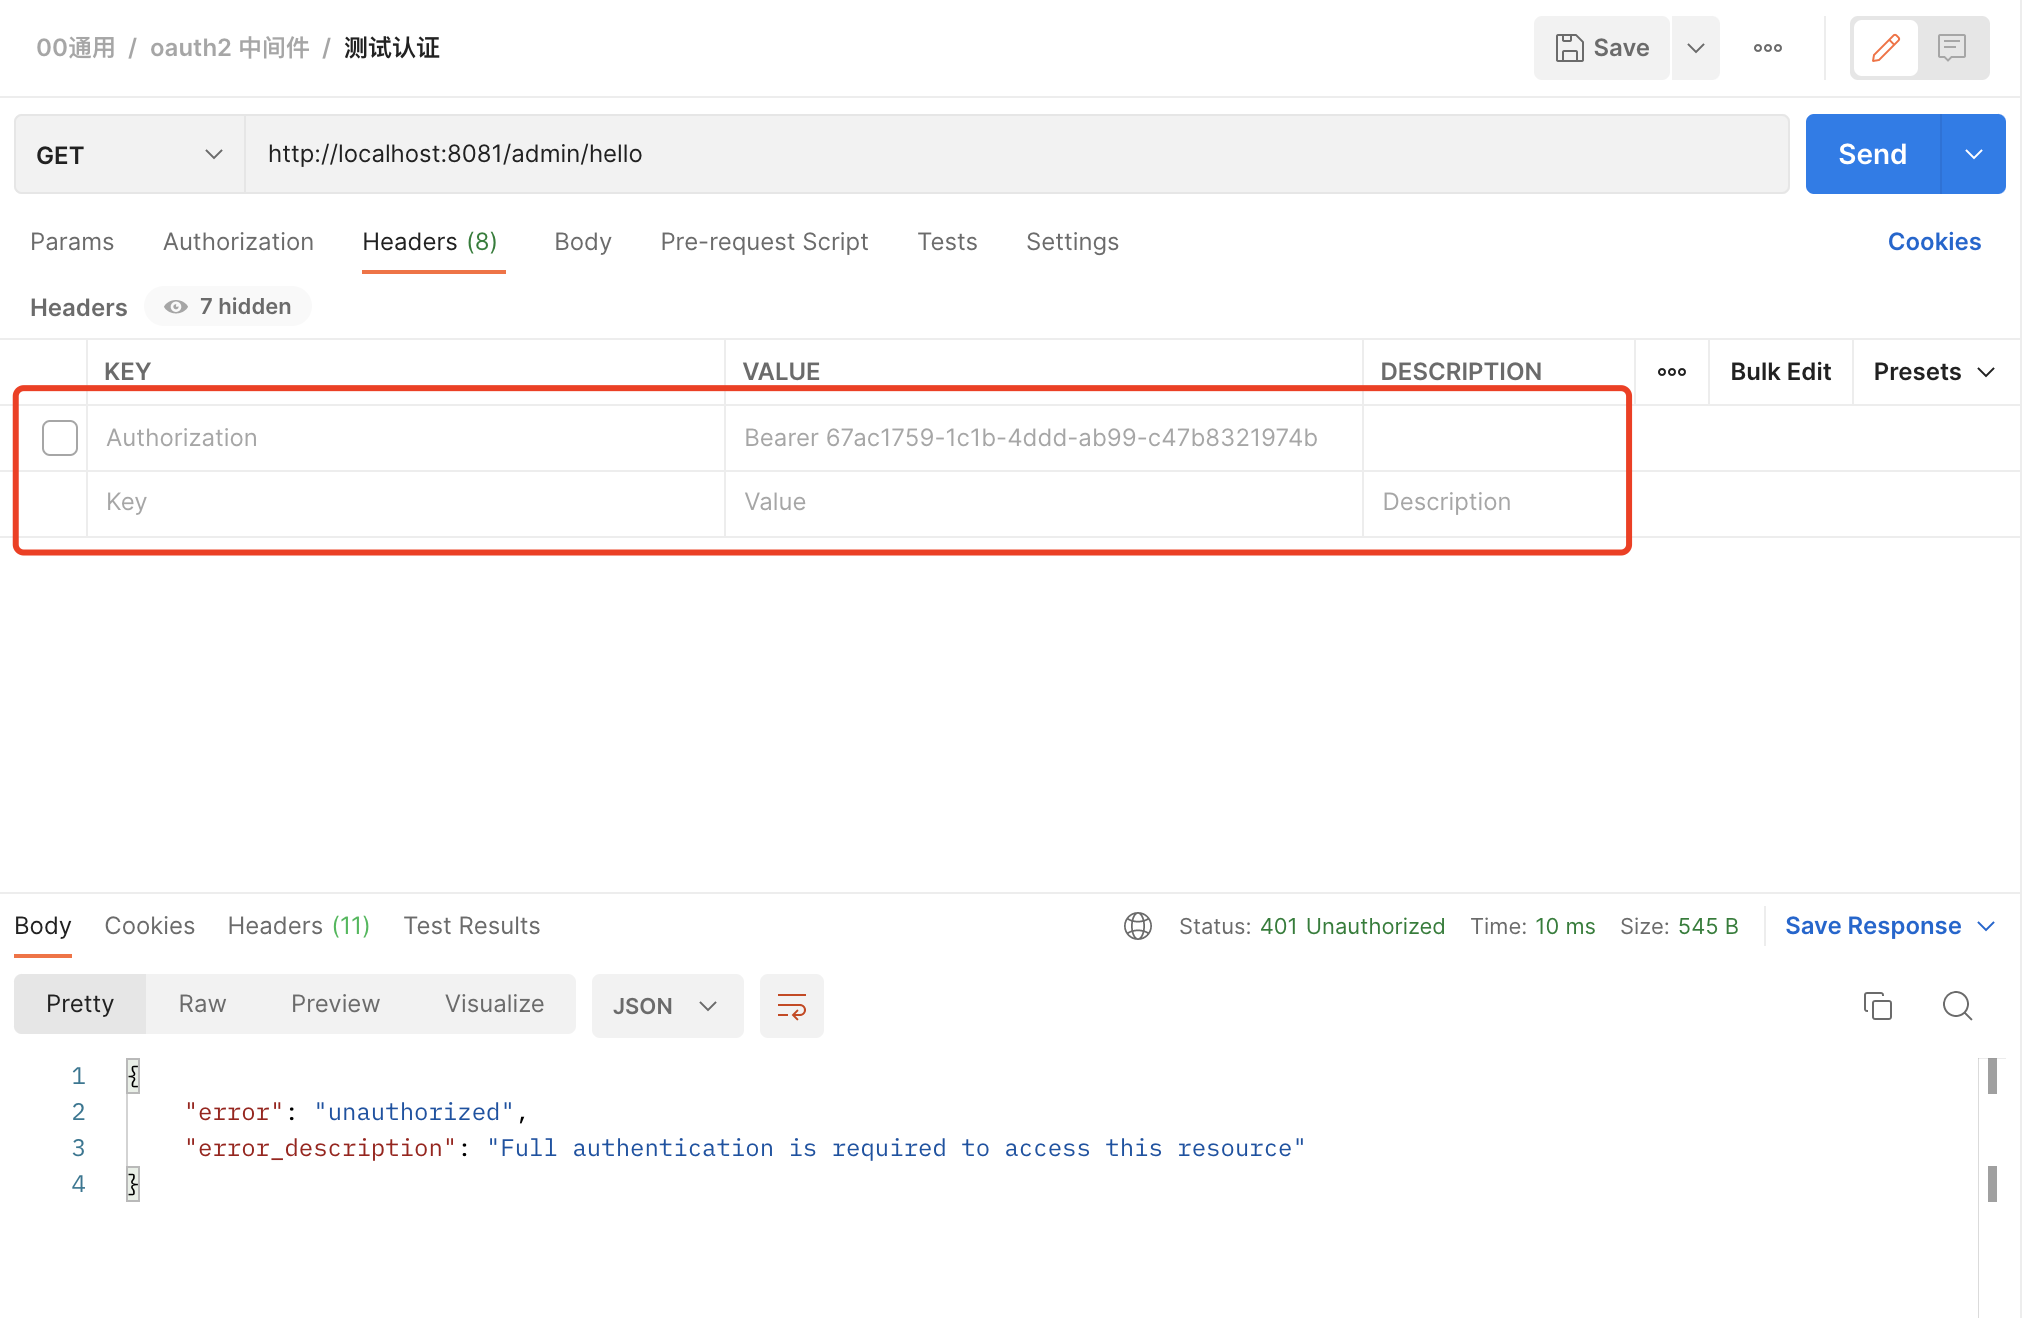 00通用 / oauth2 中间件 / 测试认证
Save
GET http://localhost:8081/admin/hello Send
Params Authorization Headers (8) Body Pre-request Script Tests Settings Cookies
Headers 7 hidden
KEY VALUE DESCRIPTION Bulk Edit Presets
Authorization Bearer 67ac1759-1c1b-4ddd-ab99-c47b8321974b
Key Value Description
Body Cookies Headers (11) Test Results Status: 401 Unauthorized Time: 10 ms Size: 545 B Save Response
Pretty Raw Preview Visualize JSON
1 {
2 "error": "unauthorized",
3 "error_description": "Full authentication is required to access this resource"
4 }